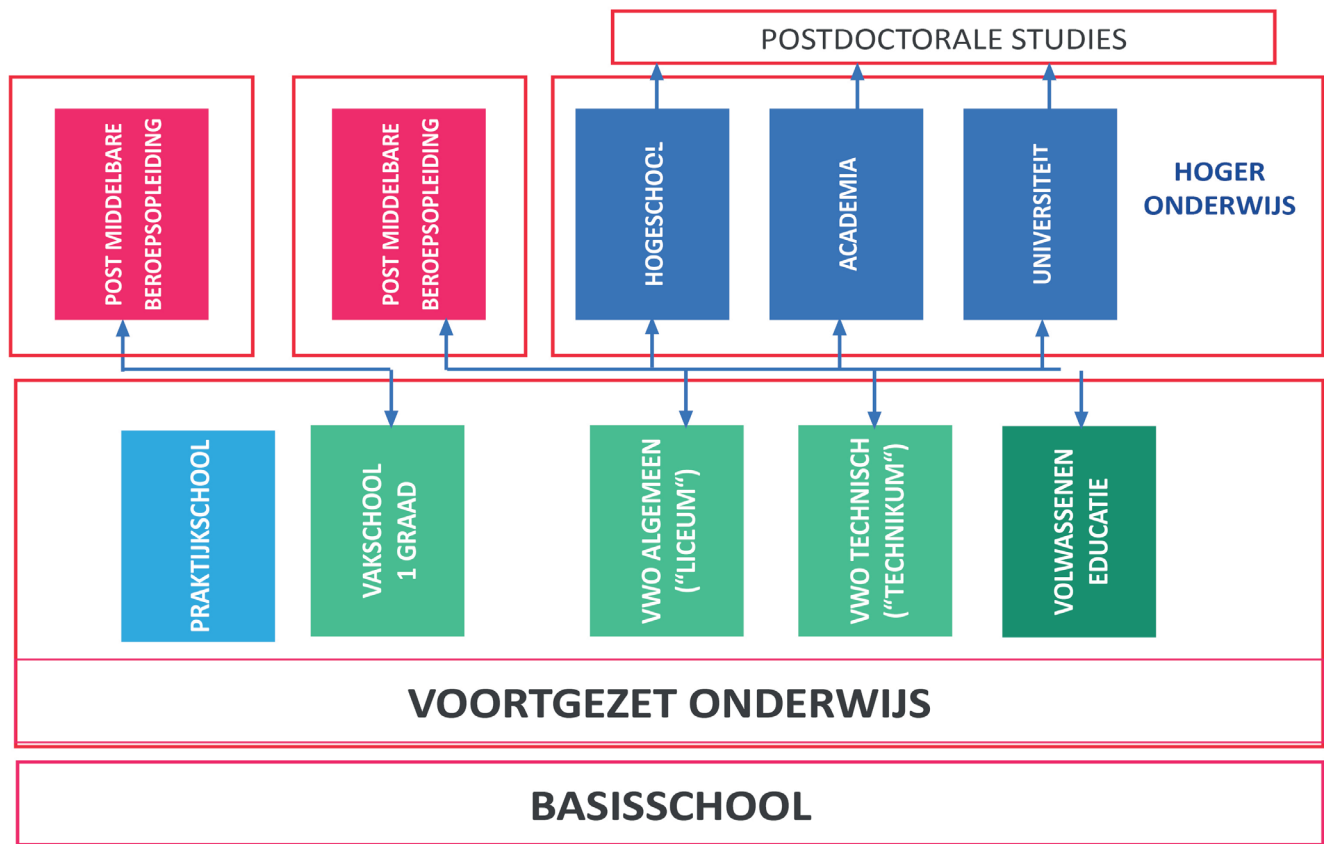 POSTDOCTORALE STUDIES
POST MIDDELBARE
BEROEPSOPLEIDING
POST MIDDELBARE
BEROEPSOPLEIDING
HOGESCHOOL
ACADEMIA
UNIVERSITEIT
HOGER
ONDERWIJS
PRAKTIJKSCHOOL
VAKSCHOOL
1 GRAAD
VWO ALGEMEEN
(“LICEUM“)
VWO TECHNISCH
(“TECHNIKUM“)
VOLWASSENEN
EDUCATIE
VOORTGEZET ONDERWIJS
BASISSCHOOL